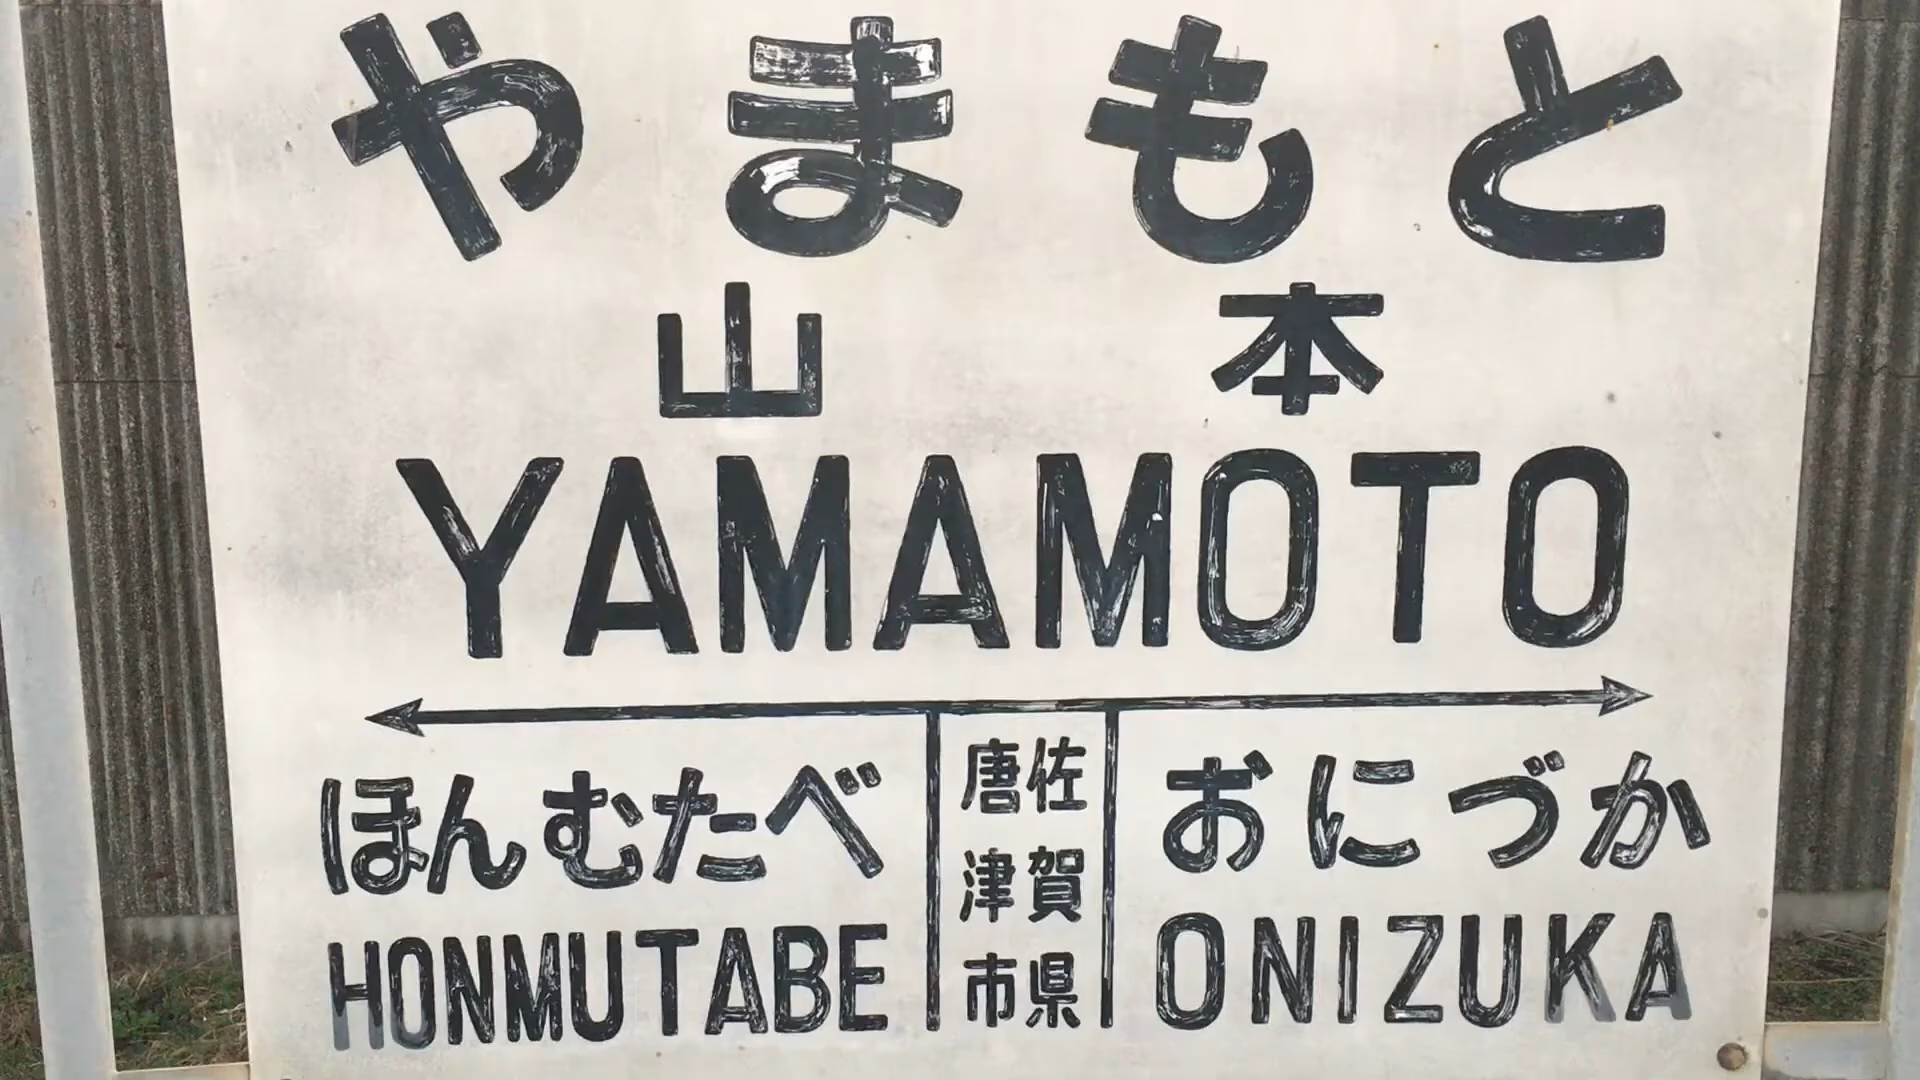 やまもと
山本
YAMAMOTO
ほんむたべ
HONMUTABE
佐賀県
唐津市
おにづか
ONIZUKA